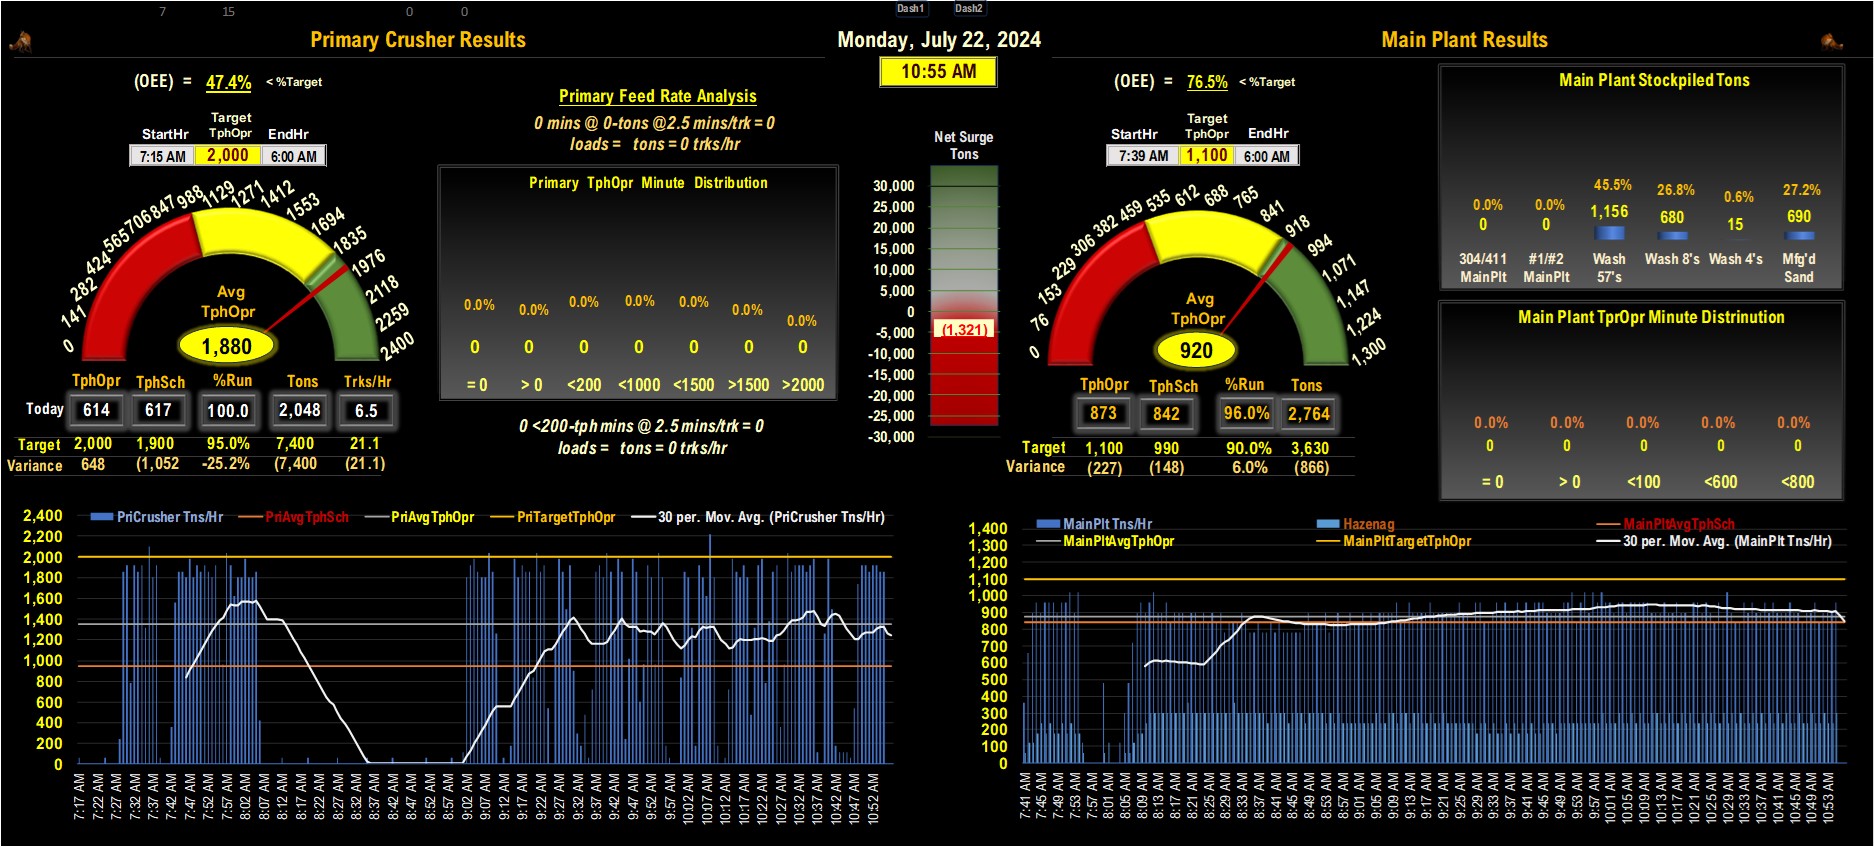 7 15 0 0 Dash1 Dash2
Primary Crusher Results
Monday, July 22, 2024
Main Plant Results
10:55 AM
(OEE) = 47.4% < %Target
StartHr Target TphOpr EndHr
7:15 AM 2,000 6:00 AM
0 141 282 424 565 706 847 988 1129 1271 1412 1553 1694 1835 1976 2118 2259 2400
Avg
TphOpr
1,880
TphOpr TphSch %Run Tons Trks/Hr
Today 614 617 100.0 2,048 6.5
Target 2,000 1,900 95.0% 7,400 21.1
Variance 648 (1,052 -25.2% (7,400 (21.1)
Primary Feed Rate Analysis
0 mins @ 0-tons @2.5 mins/trk = 0
loads = tons = 0 trks/hr
Primary TphOpr Minute Distribution
0.0% 0.0% 0.0% 0.0% 0.0% 0.0% 0.0%
0 0 0 0 0 0 0
= 0 > 0 <200 <1000 <1500 >1500 >2000
0 <200-tph mins @ 2.5 mins/trk = 0
loads = tons = 0 trks/hr
Net Surge
Tons
30,000
25,000
20,000
15,000
10,000
5,000
0
-5,000
-10,000
-15,000
-20,000
-25,000
-30,000
(1,321)
(OEE) = 76.5% < %Target
StartHr Target TphOpr EndHr
7:39 AM 1,100 6:00 AM
0 76 153 229 306 382 459 535 612 688 765 841 918 994 1,071 1,147 1,224 1,300
Avg
TphOpr
920
TphOpr TphSch %Run Tons
873 842 96.0% 2,764
Target 1,100 990 90.0% 3,630
Variance (227) (148) 6.0% (866)
Main Plant Stockpiled Tons
0.0% 0.0% 45.5% 26.8% 0.6% 27.2%
0 0 1,156 680 15 690
304/411 MainPlt #1/#2 MainPlt Wash 57's Wash 8's Wash 4's Mfg'd Sand
Main Plant TprOpr Minute Distrinution
0.0% 0.0% 0.0% 0.0% 0.0%
0 0 0 0 0
= 0 > 0 <100 <600 <800
PriCrusher Tns/Hr PriAvgTphSch PriAvgTphOpr PriTargetTphOpr 30 per. Mov. Avg. (PriCrusher Tns/Hr)
2,400
2,200
2,000
1,800
1,600
1,400
1,200
1,000
800
600
400
200
0
7:17 AM 7:22 AM 7:27 AM 7:32 AM 7:37 AM 7:42 AM 7:47 AM 7:52 AM 7:57 AM 8:02 AM 8:07 AM 8:12 AM 8:17 AM 8:22 AM 8:27 AM 8:32 AM 8:37 AM 8:42 AM 8:47 AM 8:52 AM 8:57 AM 9:02 AM 9:07 AM 9:12 AM 9:17 AM 9:22 AM 9:27 AM 9:32 AM 9:37 AM 9:42 AM 9:47 AM 9:52 AM 9:57 AM 10:02 AM 10:07 AM 10:12 AM 10:17 AM 10:22 AM 10:27 AM 10:32 AM 10:37 AM 10:42 AM 10:47 AM 10:52 AM
MainPlt Tns/Hr Hazenag MainPltAvgTphSch
MainPltAvgTphOpr MainPltTargetTphOpr 30 per. Mov. Avg. (MainPlt Tns/Hr)
1,400
1,300
1,200
1,100
1,000
900
800
700
600
500
400
300
200
100
0
7:41 AM 7:45 AM 7:49 AM 7:53 AM 7:57 AM 8:01 AM 8:05 AM 8:09 AM 8:13 AM 8:17 AM 8:21 AM 8:25 AM 8:29 AM 8:33 AM 8:37 AM 8:41 AM 8:45 AM 8:49 AM 8:53 AM 8:57 AM 9:01 AM 9:05 AM 9:09 AM 9:13 AM 9:17 AM 9:21 AM 9:25 AM 9:29 AM 9:33 AM 9:37 AM 9:41 AM 9:45 AM 9:49 AM 9:53 AM 9:57 AM 10:01 AM 10:05 AM 10:09 AM 10:13 AM 10:17 AM 10:21 AM 10:25 AM 10:29 AM 10:33 AM 10:37 AM 10:41 AM 10:45 AM 10:49 AM 10:53 AM